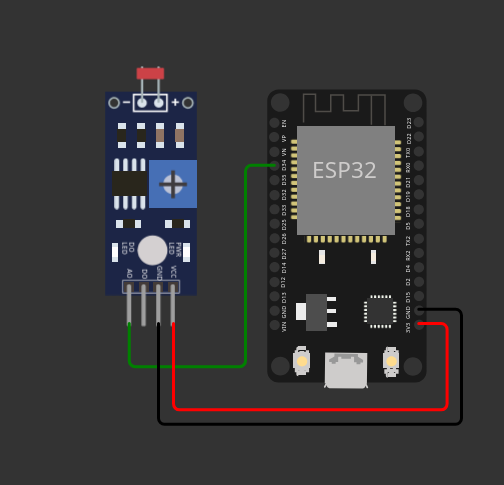 − +
DO LED
PWR LED
AO
DO
GND
VCC
ESP32
EN
VP
VN
D34
D35
D32
D33
D25
D26
D27
D14
D12
D13
GND
VIN
D23
D22
TX0
RX0
D21
D19
D18
D5
TX2
RX2
D4
D2
D15
GND
3V3